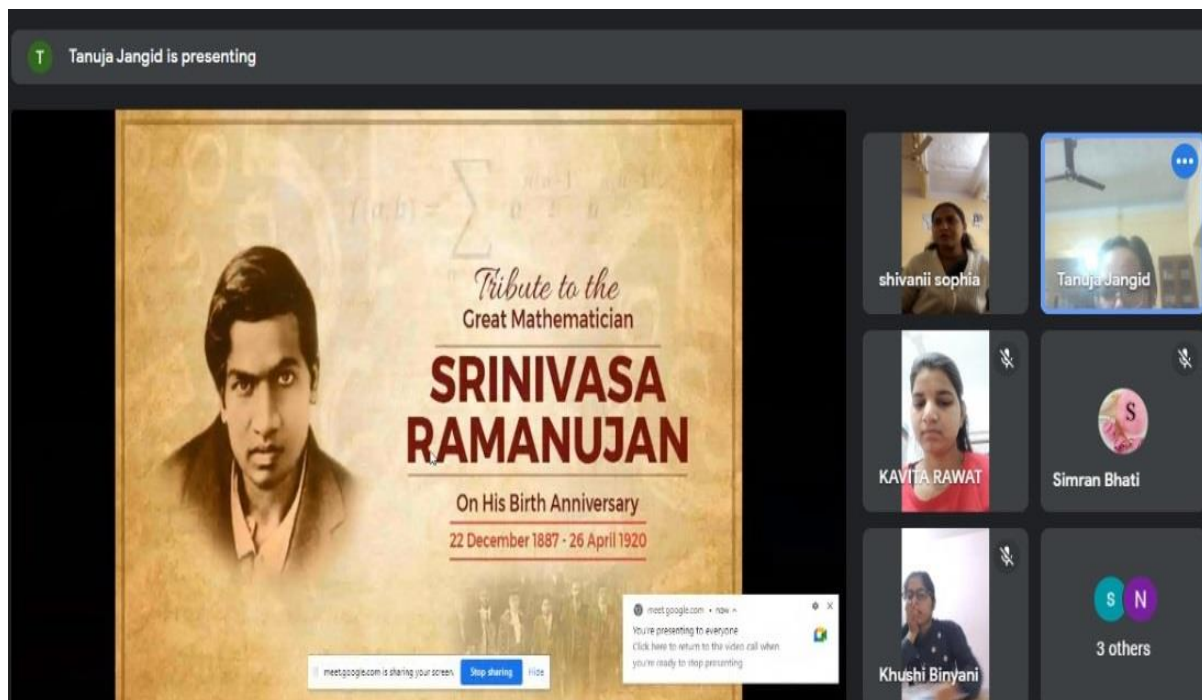 T Tanuja Jangid is presenting
Tribute to the
Great Mathematician
SRINIVASA
RAMANUJAN
On His Birth Anniversary
22 December 1887 - 26 April 1920
meet.google.com is sharing your screen. Stop sharing Hide
meet.google.com • now
You're presenting to everyone
Click here to return to the video call when
you're ready to stop presenting
shivanii sophia
Tanuja Jangid
KAVITA RAWAT
S
Simran Bhati
Khushi Binyani
S N
3 others